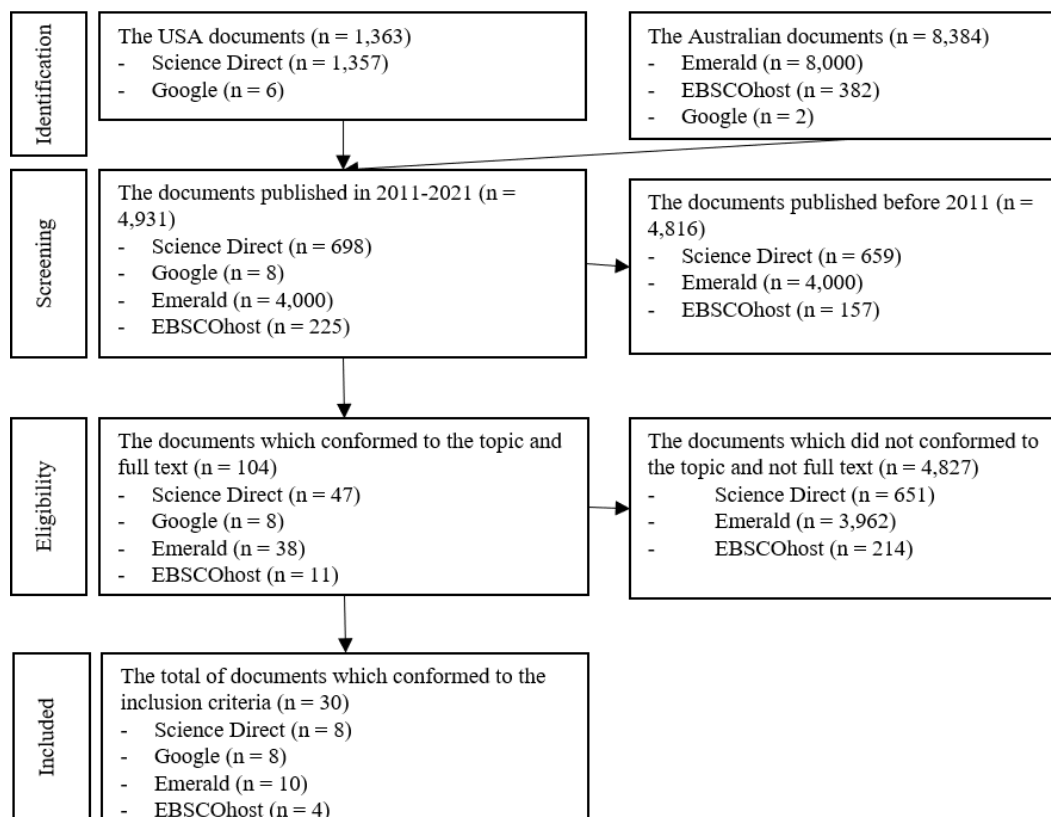 Identification
The USA documents (n = 1,363)
- Science Direct (n = 1,357)
- Google (n = 6)
The Australian documents (n = 8,384)
- Emerald (n = 8,000)
- EBSCOhost (n = 382)
- Google (n = 2)
Screening
The documents published in 2011-2021 (n =
4,931)
- Science Direct (n = 698)
- Google (n = 8)
- Emerald (n = 4,000)
- EBSCOhost (n = 225)
The documents published before 2011 (n =
4,816)
- Science Direct (n = 659)
- Emerald (n = 4,000)
- EBSCOhost (n = 157)
Eligibility
The documents which conformed to the topic and
full text (n = 104)
- Science Direct (n = 47)
- Google (n = 8)
- Emerald (n = 38)
- EBSCOhost (n = 11)
The documents which did not conformed to
the topic and not full text (n = 4,827)
- Science Direct (n = 651)
- Emerald (n = 3,962)
- EBSCOhost (n = 214)
Included
The total of documents which conformed to the
inclusion criteria (n = 30)
- Science Direct (n = 8)
- Google (n = 8)
- Emerald (n = 10)
- EBSCOhost (n = 4)